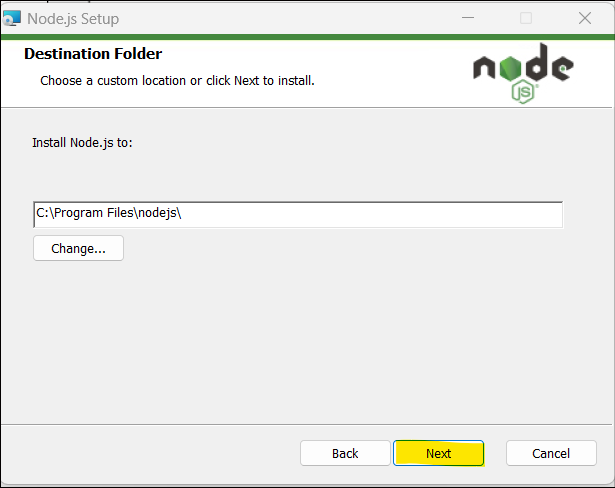 Node.js Setup
Destination Folder
Choose a custom location or click Next to install.
node
JS
Install Node.js to:
C:\Program Files\nodejs\
Change...
Back Next Cancel